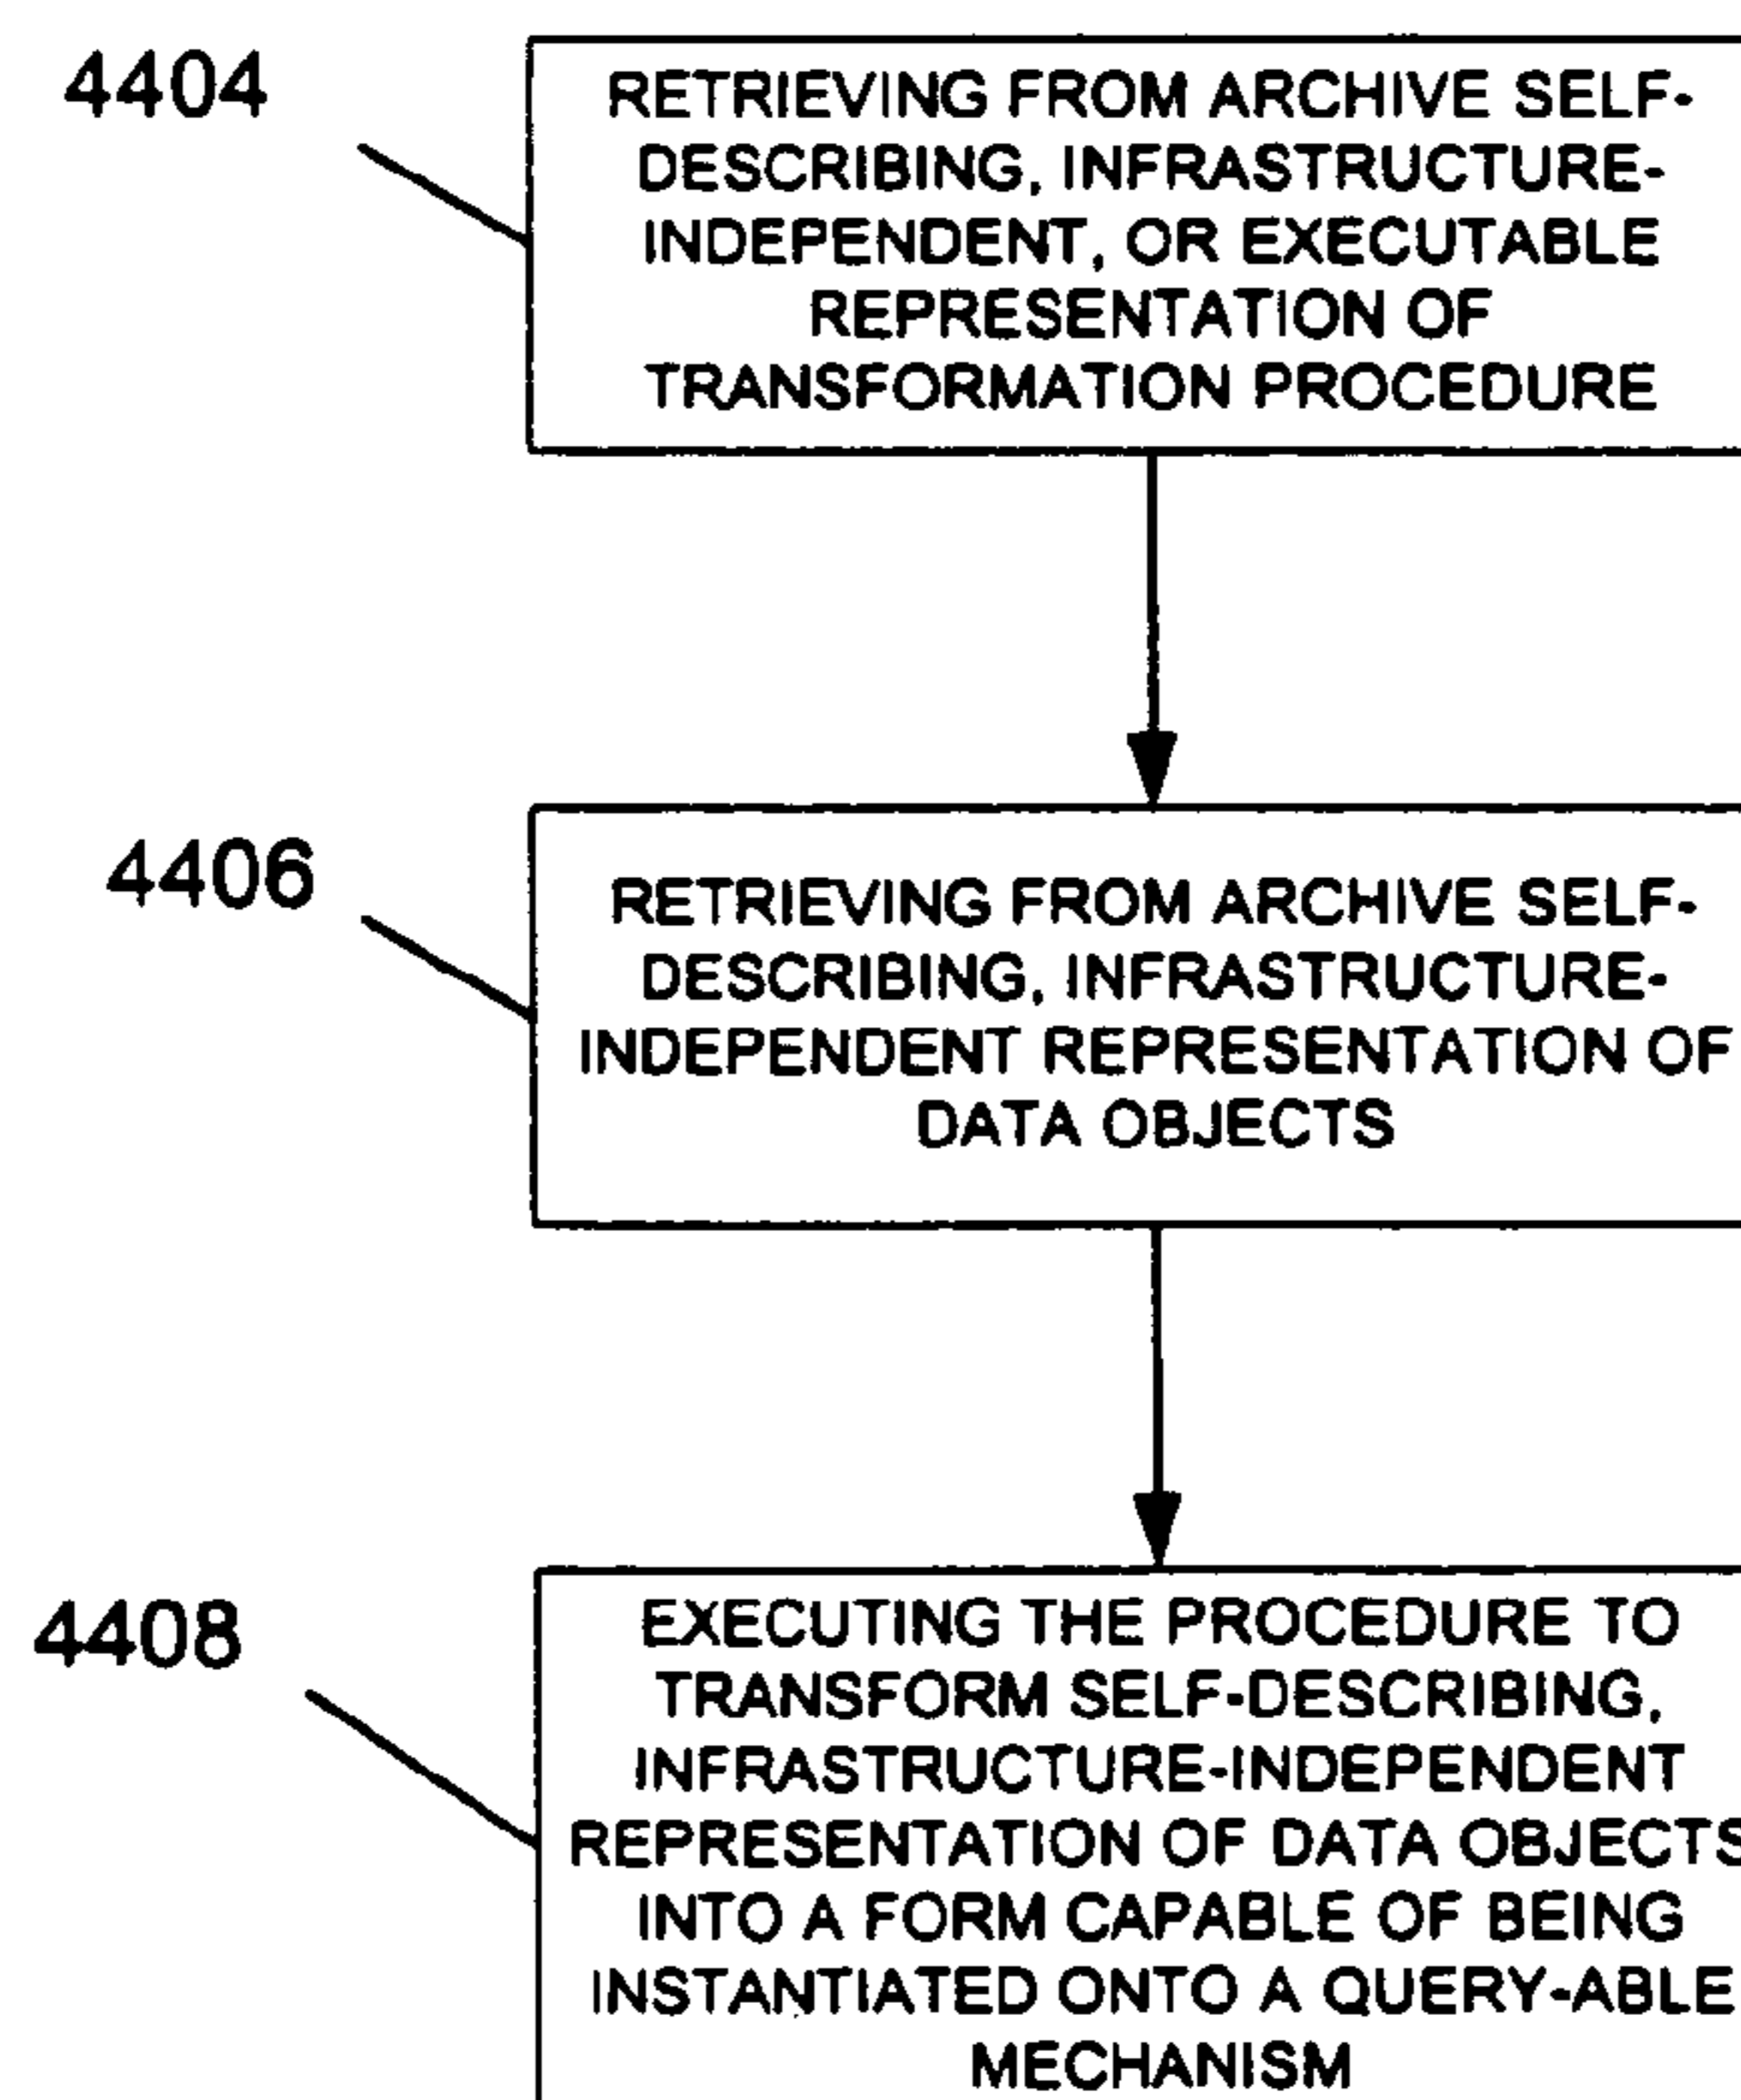 4404
RETRIEVING FROM ARCHIVE SELF-
DESCRIBING, INFRASTRUCTURE-
INDEPENDENT, OR EXECUTABLE
REPRESENTATION OF
TRANSFORMATION PROCEDURE
4406
RETRIEVING FROM ARCHIVE SELF-
DESCRIBING, INFRASTRUCTURE-
INDEPENDENT REPRESENTATION OF
DATA OBJECTS
4408
EXECUTING THE PROCEDURE TO
TRANSFORM SELF-DESCRIBING,
INFRASTRUCTURE-INDEPENDENT
REPRESENTATION OF DATA OBJECTS
INTO A FORM CAPABLE OF BEING
INSTANTIATED ONTO A QUERY-ABLE
MECHANISM